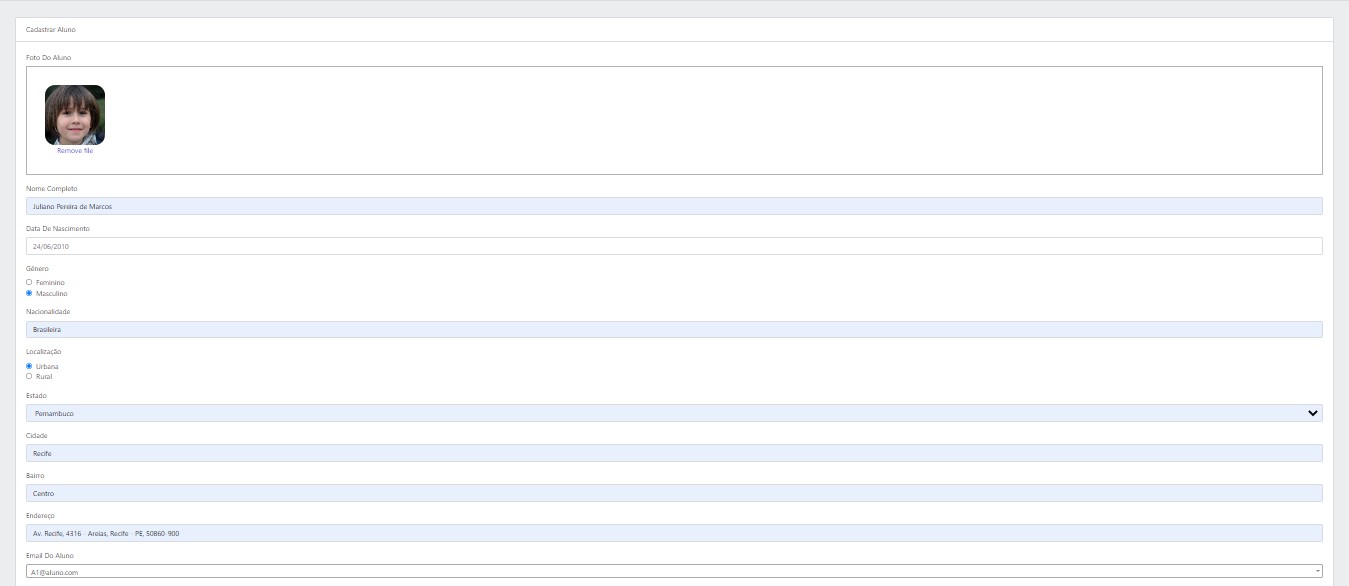 Cadastrar Aluno
Foto Do Aluno
Remove file
Nome Completo
Juliano Pereira de Marcos
Data De Nascimento
24/06/2010
Gênero
Feminino
Masculino
Nacionalidade
Brasileira
Localização
Urbana
Rural
Estado
Pernambuco
Cidade
Recife
Bairro
Centro
Endereço
Av. Recife, 4316 - Areias, Recife - PE, 50860-900
Email Do Aluno
A1@aluno.com